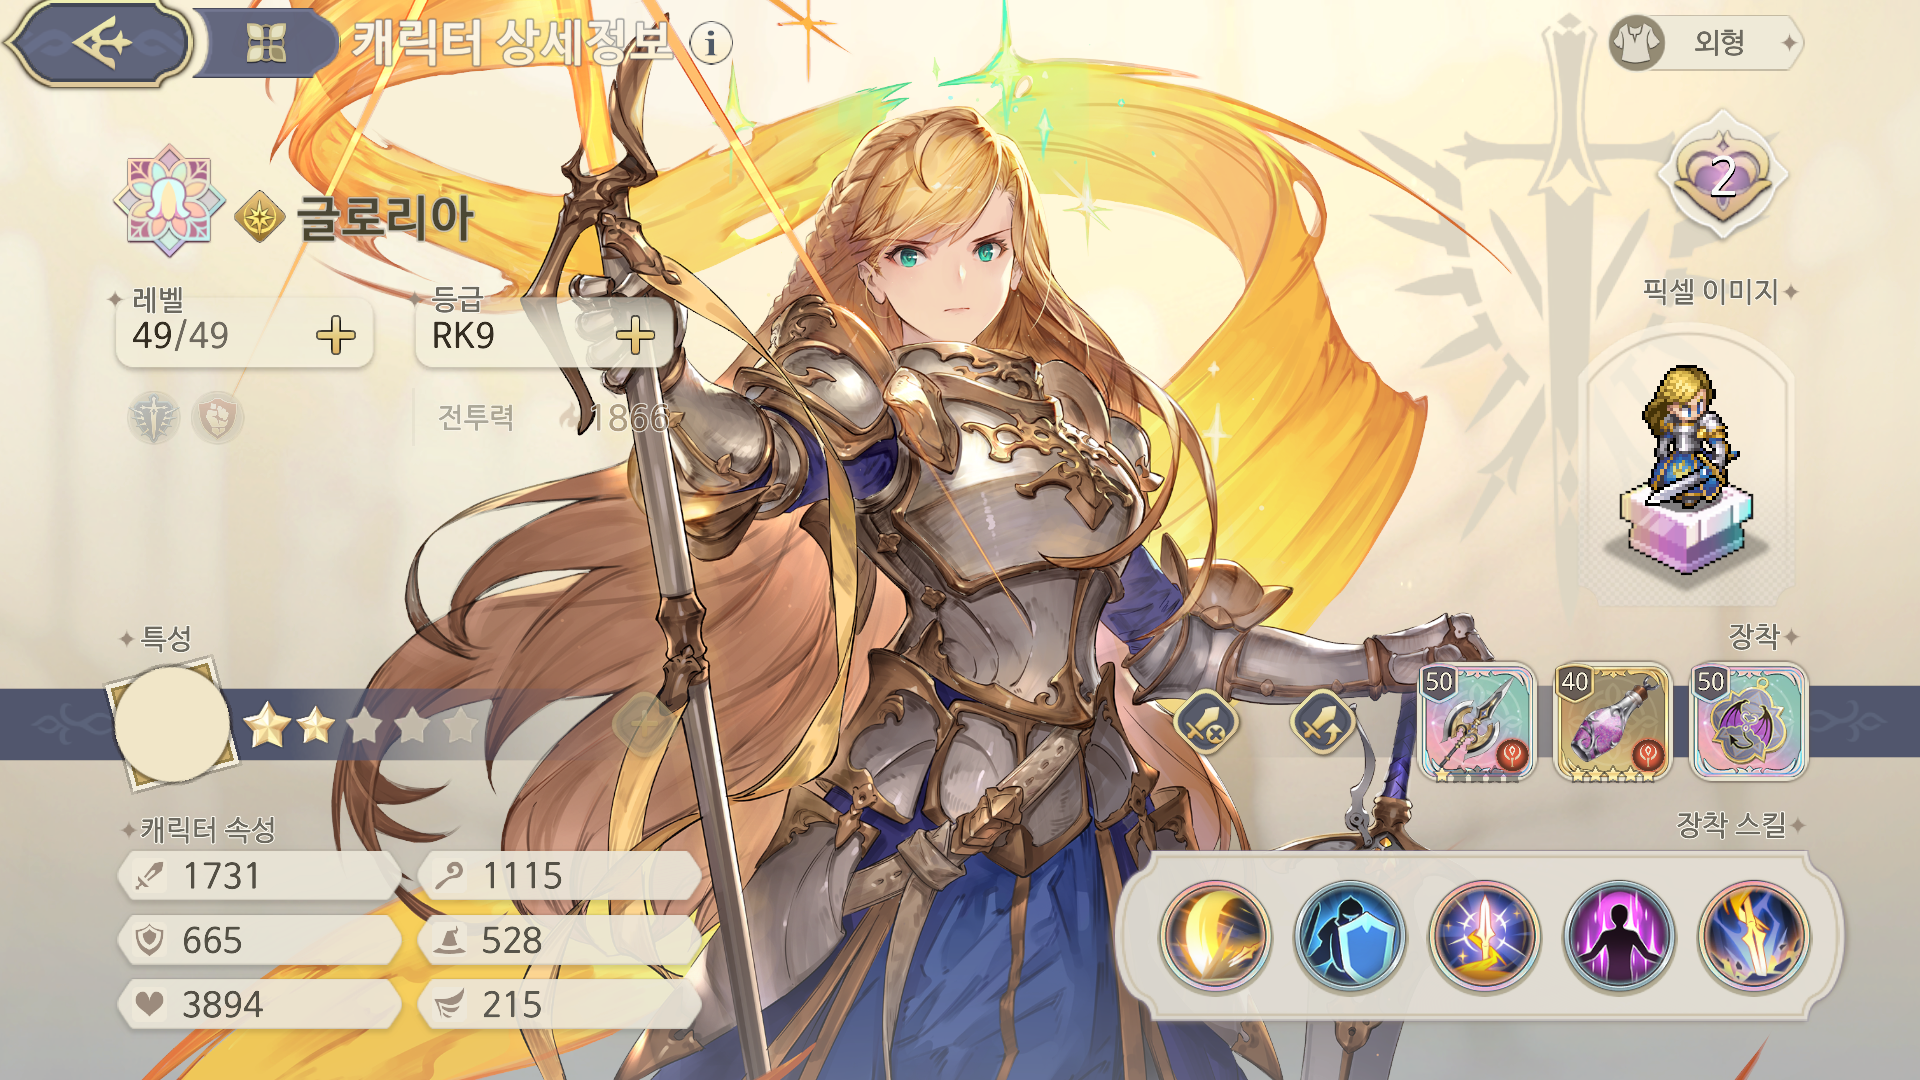 캐릭터 상세정보
외형
2
글로리아
픽셀 이미지
레벨
49/49
등급
RK9
전투력
1866
장착
특성
50
40
50
캐릭터 속성
장착 스킬
1731
1115
665
528
3894
215